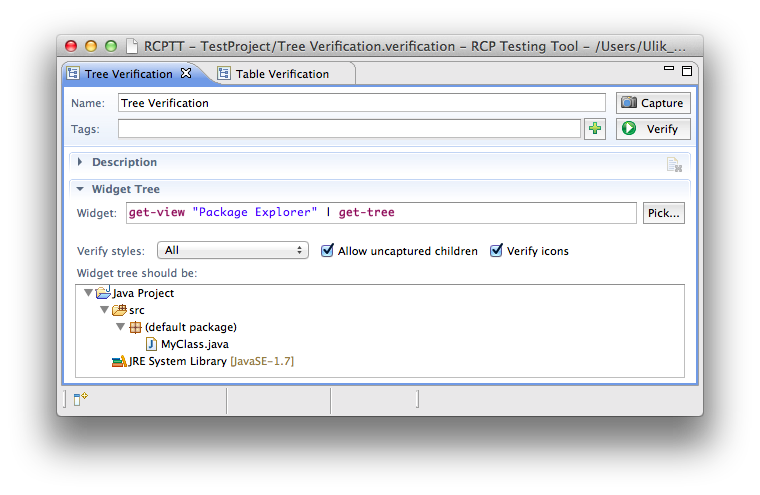 RCPTT – TestProject/Tree Verification.verification – RCP Testing Tool – /Users/Ulik_...
Tree Verification Table Verification
Name: Tree Verification Capture
Tags: Verify
Description
Widget Tree
Widget: get-view "Package Explorer" | get-tree Pick...
Verify styles: All Allow uncaptured children Verify icons
Widget tree should be:
Java Project
src
(default package)
MyClass.java
JRE System Library [JavaSE-1.7]